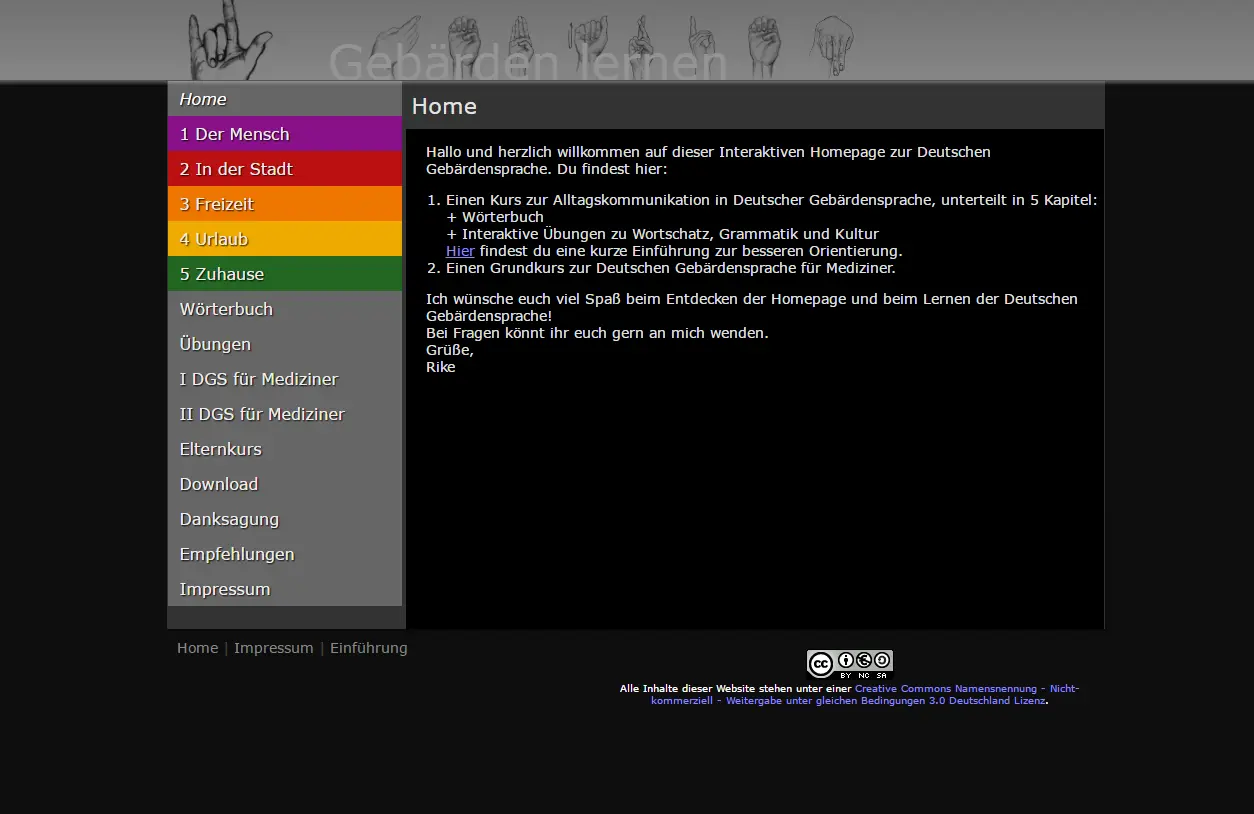 Gebärden lernen
Home
1 Der Mensch
2 In der Stadt
3 Freizeit
4 Urlaub
5 Zuhause
Wörterbuch
Übungen
I DGS für Mediziner
II DGS für Mediziner
Elternkurs
Download
Danksagung
Empfehlungen
Impressum
Home
Hallo und herzlich willkommen auf dieser Interaktiven Homepage zur Deutschen
Gebärdensprache. Du findest hier:
1. Einen Kurs zur Alltagskommunikation in Deutscher Gebärdensprache, unterteilt in 5 Kapitel:
+ Wörterbuch
+ Interaktive Übungen zu Wortschatz, Grammatik und Kultur
Hier findest du eine kurze Einführung zur besseren Orientierung.
2. Einen Grundkurs zur Deutschen Gebärdensprache für Mediziner.
Ich wünsche euch viel Spaß beim Entdecken der Homepage und beim Lernen der Deutschen
Gebärdensprache!
Bei Fragen könnt ihr euch gern an mich wenden.
Grüße,
Rike
Home | Impressum | Einführung
cc BY NC SA
Alle Inhalte dieser Website stehen unter einer Creative Commons Namensnennung - Nicht-
kommerziell - Weitergabe unter gleichen Bedingungen 3.0 Deutschland Lizenz.